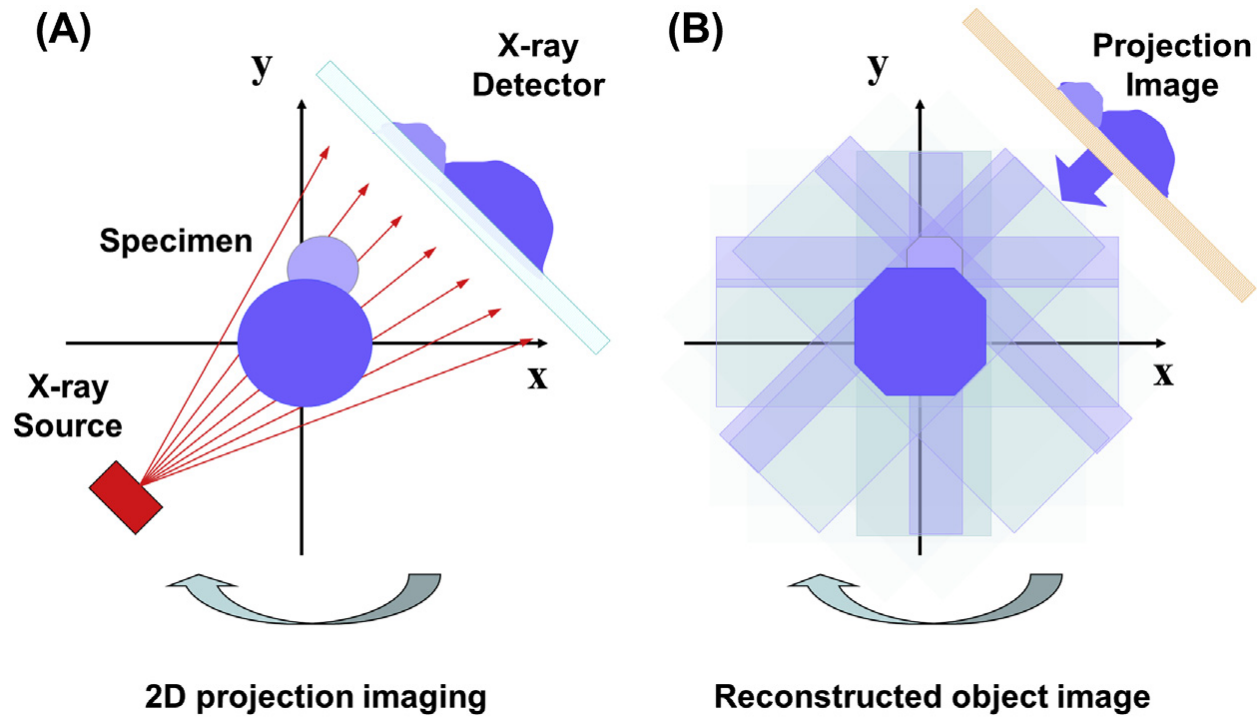 (A)
X-ray
Detector
y
Specimen
x
X-ray
Source
2D projection imaging
(B)
Projection
Image
y
x
Reconstructed object image